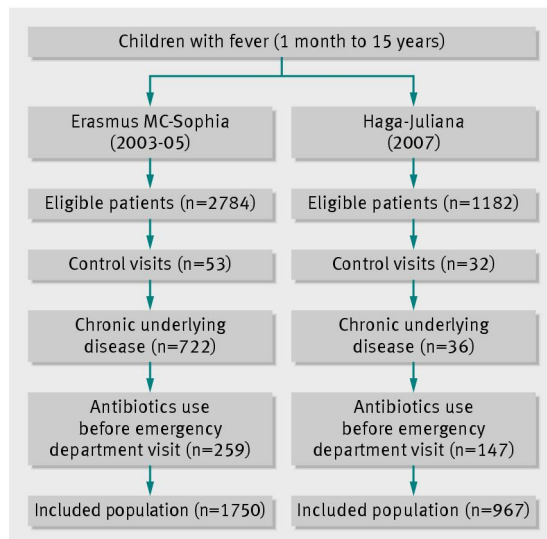 Children with fever (1 month to 15 years)
Erasmus MC-Sophia
(2003-05)
Eligible patients (n=2784)
Control visits (n=53)
Chronic underlying
disease (n=722)
Antibiotics use
before emergency
department visit (n=259)
Included population (n=1750)
Haga-Juliana
(2007)
Eligible patients (n=1182)
Control visits (n=32)
Chronic underlying
disease (n=36)
Antibiotics use
before emergency
department visit (n=147)
Included population (n=967)